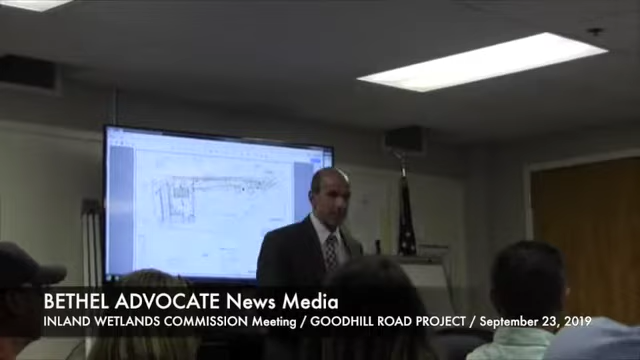 BETHEL ADVOCATE News Media
INLAND WETLANDS COMMISSION Meeting / GOODHILL ROAD PROJECT / September 23, 2019